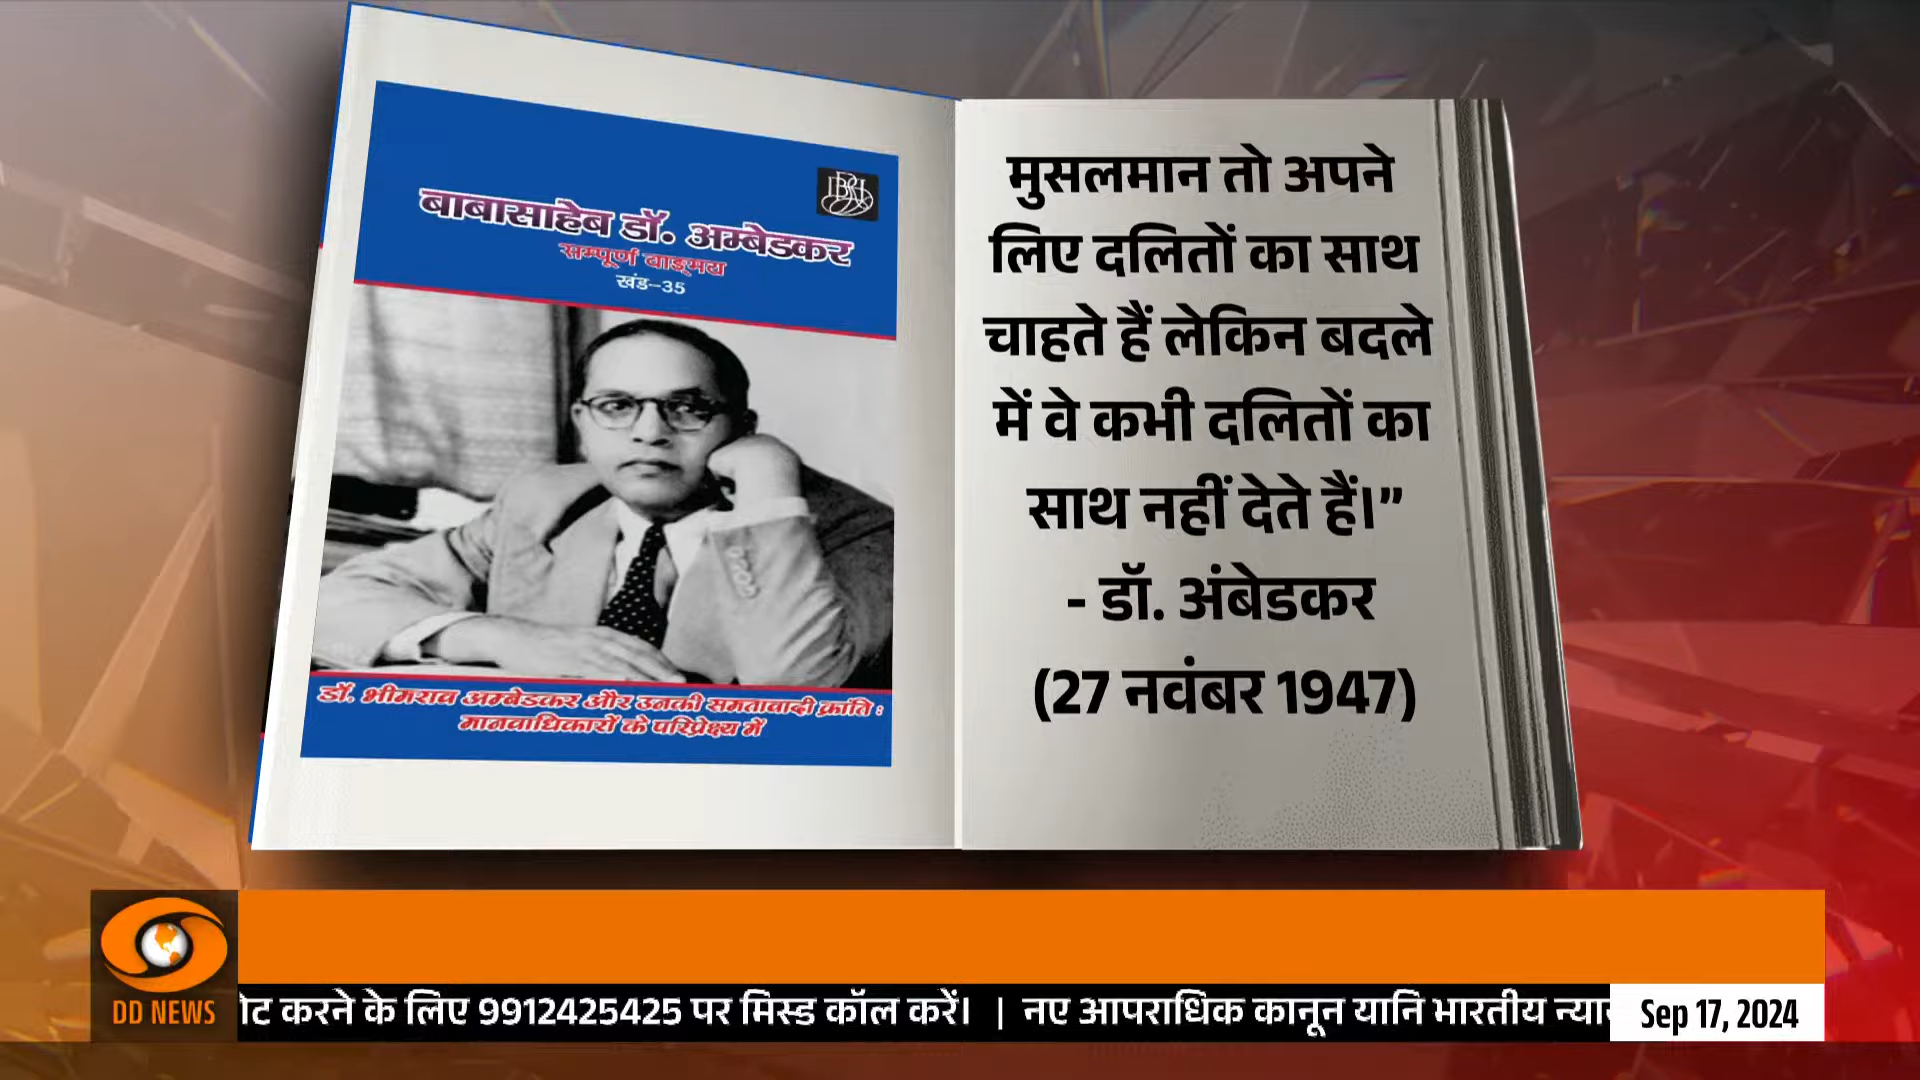 बाबासाहेब डॉ. अम्बेडकर
सम्पूर्ण वाङ्मय
खंड-35
डॉ. भीमराव अम्बेडकर और उनकी समतावादी क्रांति :
मानवाधिकारों के परिप्रेक्ष्य में
मुसलमान तो अपने
लिए दलितों का साथ
चाहते हैं लेकिन बदले
में वे कभी दलितों का
साथ नहीं देते हैं।”
- डॉ. अंबेडकर
(27 नवंबर 1947)
DD NEWS
करने के लिए 9912425425 पर मिस्ड कॉल करें। | नए आपराधिक कानून यानि भारतीय
Sep 17, 2024